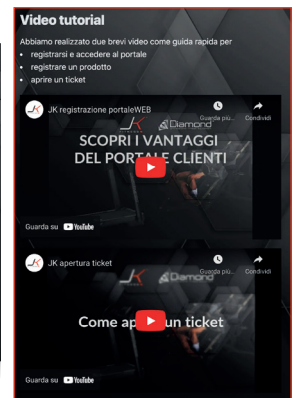 Video tutorial
Abbiamo realizzato due brevi video come guida rapida per
• registrarsi e accedere al portale
• registrare un prodotto
• aprire un ticket
JK registrazione portaleWEB
Guarda più...
Condividi
JK
Diamond
SCOPRI I VANTAGGI
DEL PORTALE CLIENTI
Guarda su YouTube
JK apertura ticket
Guarda più...
Condividi
JK
Diamond
Come ap un ticket
Guarda su YouTube